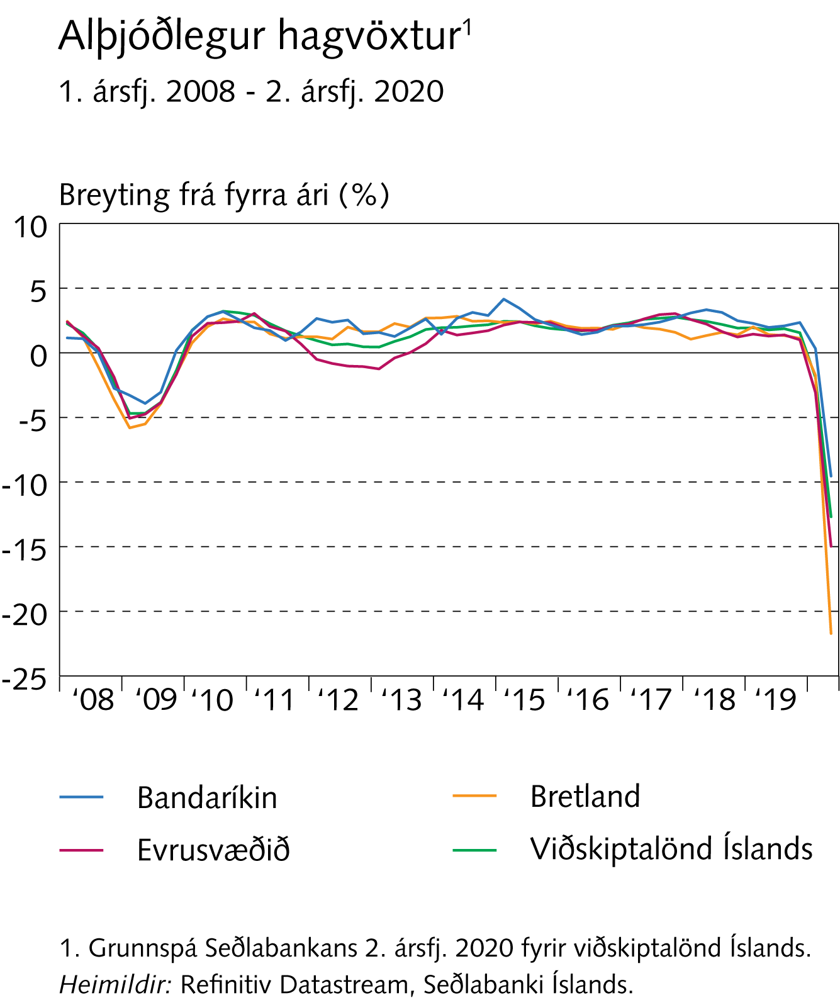 Alþjóðlegur hagvöxtur¹
1. ársfj. 2008 - 2. ársfj. 2020
Breyting frá fyrra ári (%)
10
5
0
-5
-10
-15
-20
-25
‘08 ‘09 ‘10 ‘11 ‘12 ‘13 ‘14 ‘15 ‘16 ‘17 ‘18 ‘19
Bandaríkin
Bretland
Evrusvæðið
Viðskiptalönd Íslands
1. Grunnspá Seðlabankans 2. ársfj. 2020 fyrir viðskiptalönd Íslands.
Heimildir: Refinitiv Datastream, Seðlabanki Íslands.